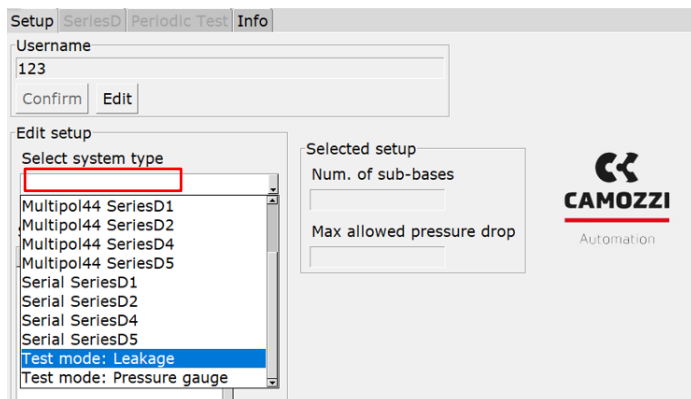 Setup SeriesD Periodic Test Info
Username
123
Confirm Edit
Edit setup
Select system type
Multipol44 SeriesD1
Multipol44 SeriesD2
Multipol44 SeriesD4
Multipol44 SeriesD5
Serial SeriesD1
Serial SeriesD2
Serial SeriesD4
Serial SeriesD5
Test mode: Leakage
Test mode: Pressure gauge
Selected setup
Num. of sub-bases
Max allowed pressure drop
CAMOZZI
Automation